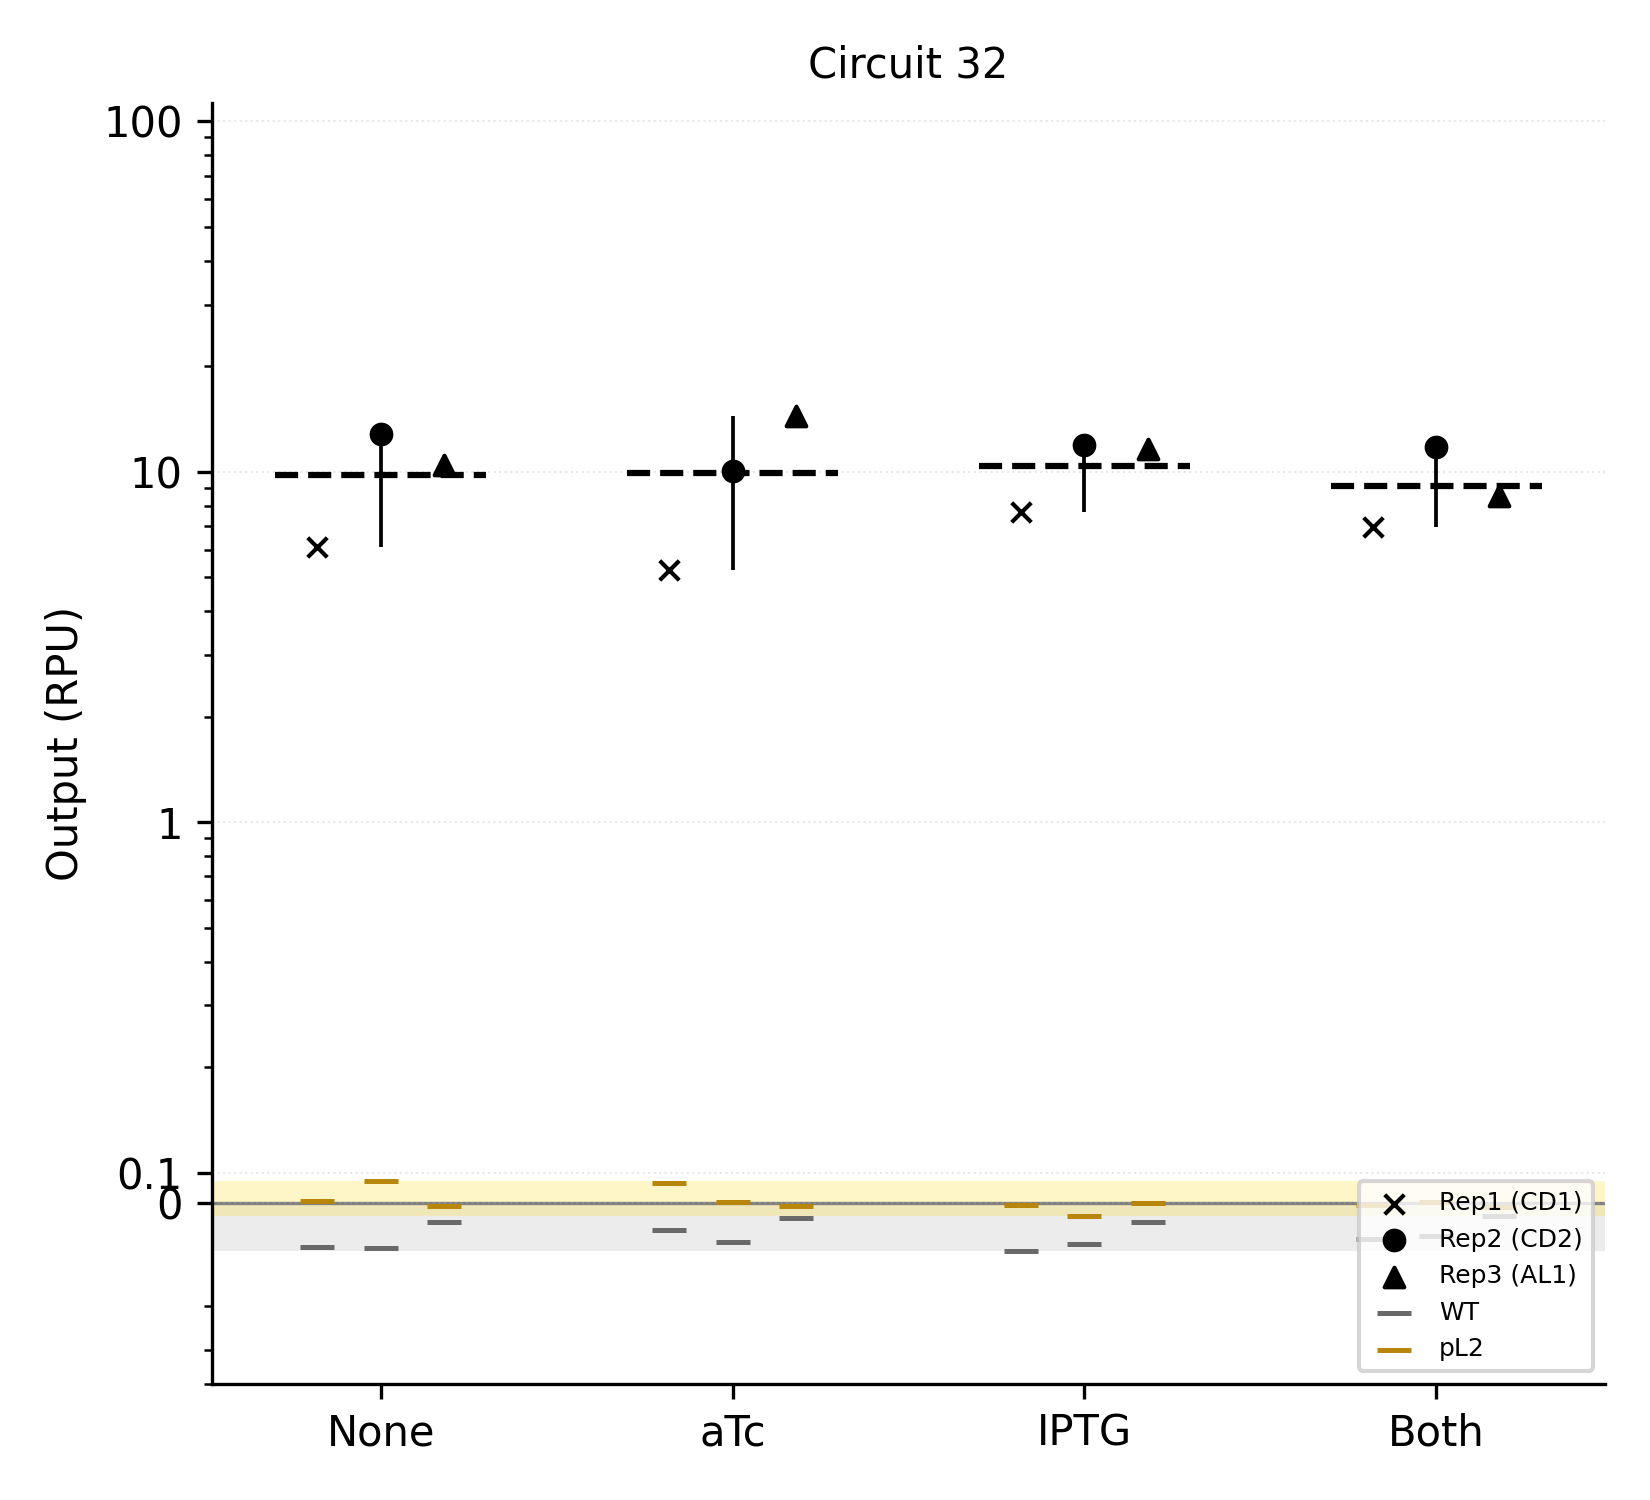 Circuit 32
Output (RPU)
100
10
1
0.1
0
Rep1 (CD1)
Rep2 (CD2)
Rep3 (AL1)
WT
pL2
None
aTc
IPTG
Both